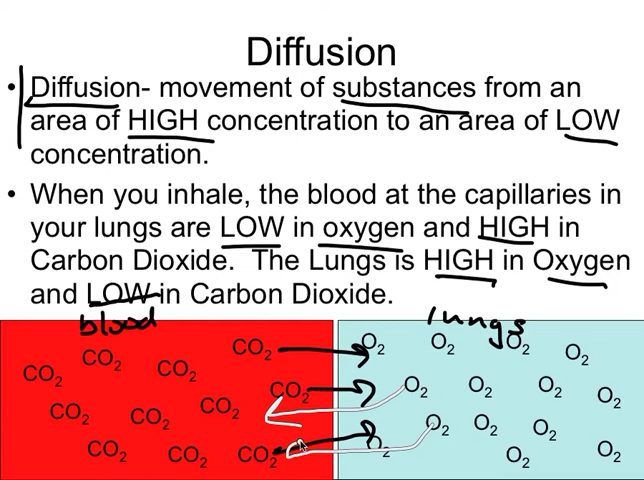 Diffusion
• Diffusion- movement of substances from an
area of HIGH concentration to an area of LOW
concentration.
• When you inhale, the blood at the capillaries in
your lungs are LOW in oxygen and HIGH in
Carbon Dioxide. The Lungs is HIGH in Oxygen
and LOW in Carbon Dioxide.
blood lungs
CO₂ O₂ O₂ O₂ O₂
CO₂ CO₂ CO₂
CO₂ O₂ O₂ O₂ O₂
CO₂ CO₂ CO₂
O₂ O₂ O₂
CO₂ CO₂ CO₂ O₂ O₂ O₂